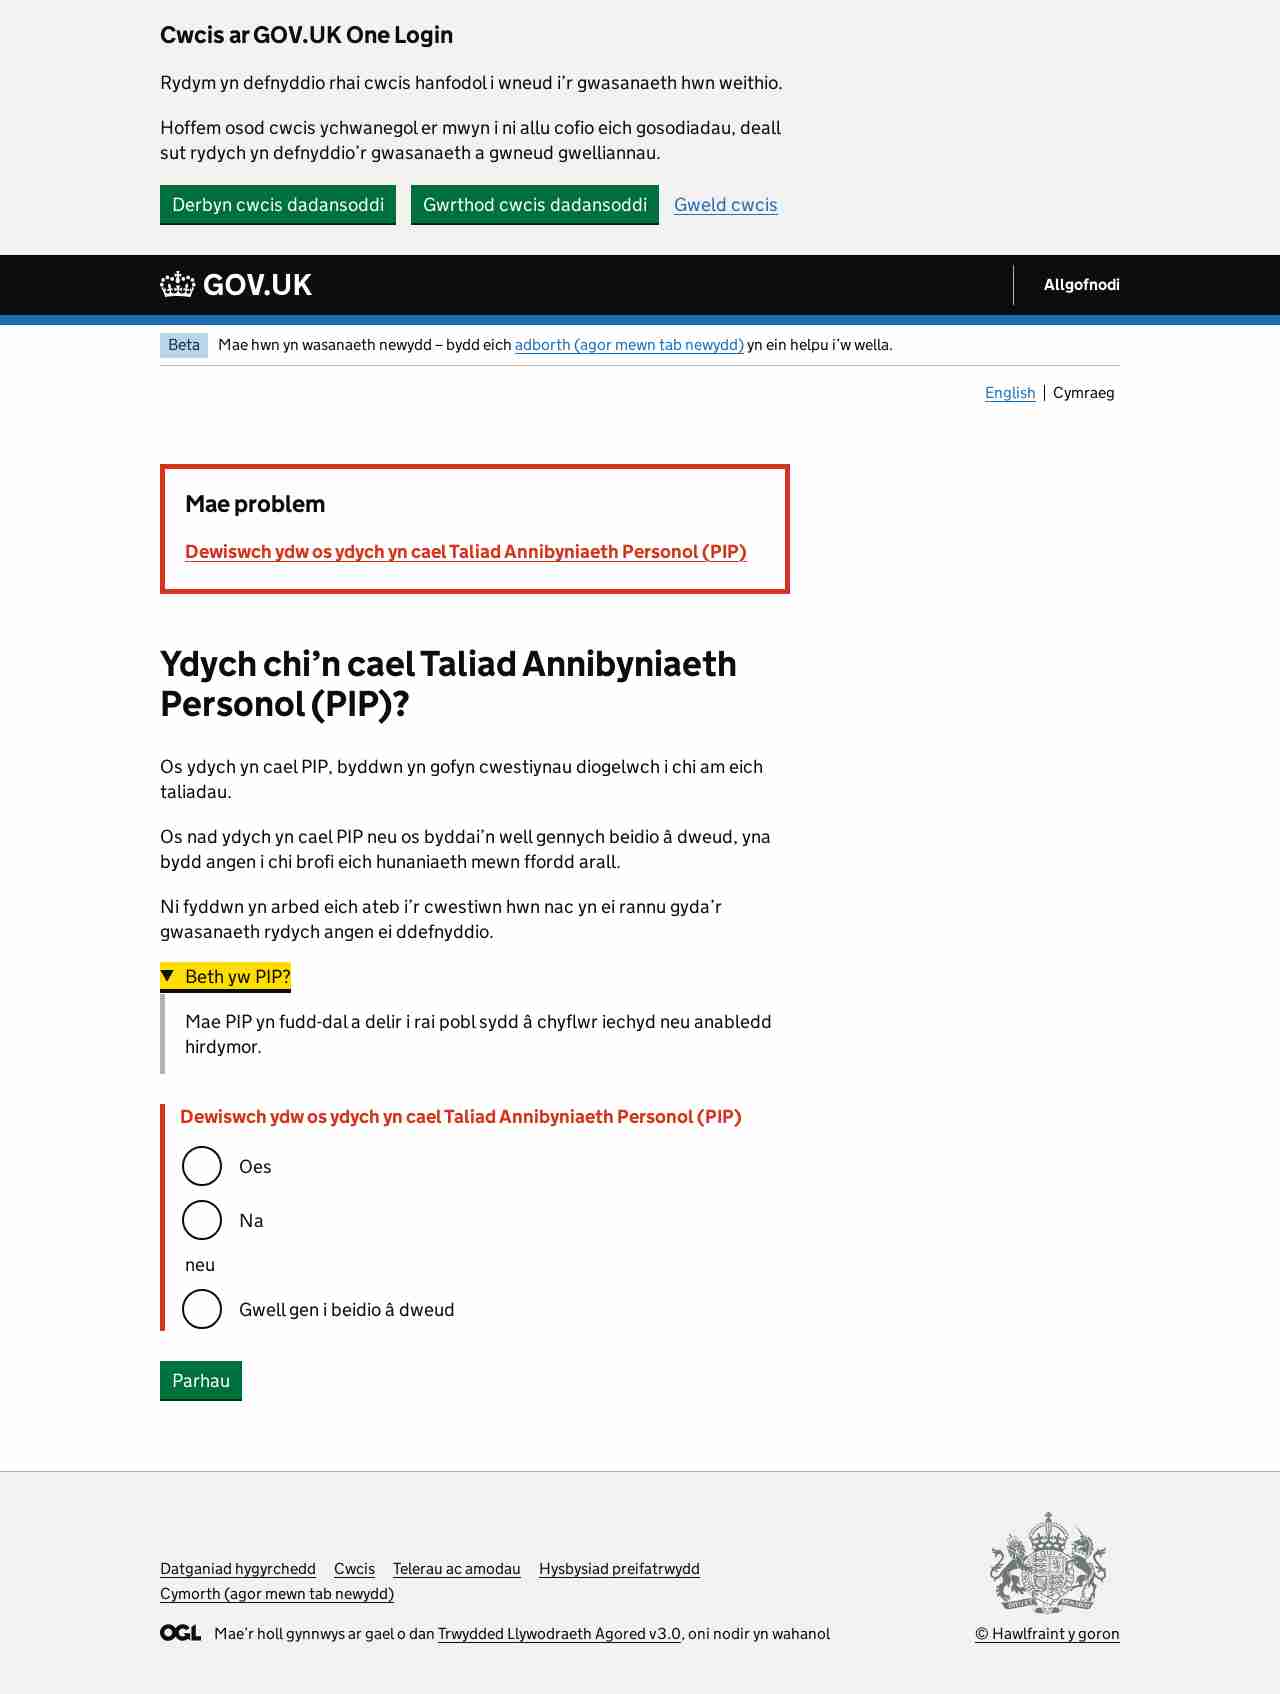 Cwcis ar GOV.UK One Login
Rydym yn defnyddio rhai cwcis hanfodol i wneud i’r gwasanaeth hwn weithio.
Hoffem osod cwcis ychwanegol er mwyn i ni allu cofio eich gosodiadau, deall
sut rydych yn defnyddio’r gwasanaeth a gwneud gwelliannau.
Derbyn cwcis dadansoddi Gwrthod cwcis dadansoddi Gweld cwcis
GOV.UK Allgofnodi
Beta Mae hwn yn wasanaeth newydd – bydd eich adborth (agor mewn tab newydd) yn ein helpu i’w wella.
English Cymraeg
Mae problem
Dewiswch ydw os ydych yn cael Taliad Annibyniaeth Personol (PIP)
Ydych chi’n cael Taliad Annibyniaeth
Personol (PIP)?
Os ydych yn cael PIP, byddwn yn gofyn cwestiynau diogelwch i chi am eich
taliadau.
Os nad ydych yn cael PIP neu os byddai’n well gennych beidio â dweud, yna
bydd angen i chi brofi eich hunaniaeth mewn ffordd arall.
Ni fyddwn yn arbed eich ateb i’r cwestiwn hwn nac yn ei rannu gyda’r
gwasanaeth rydych angen ei ddefnyddio.
Beth yw PIP?
Mae PIP yn fudd-dal a delir i rai pobl sydd â chyflwr iechyd neu anabledd
hirdymor.
Dewiswch ydw os ydych yn cael Taliad Annibyniaeth Personol (PIP)
Oes
Na
neu
Gwell gen i beidio â dweud
Parhau
Datganiad hygyrchedd Cwcis Telerau ac amodau Hysbysiad preifatrwydd
Cymorth (agor mewn tab newydd)
OGL Mae’r holl gynnwys ar gael o dan Trwydded Llywodraeth Agored v3.0, oni nodir yn wahanol
© Hawlfraint y goron